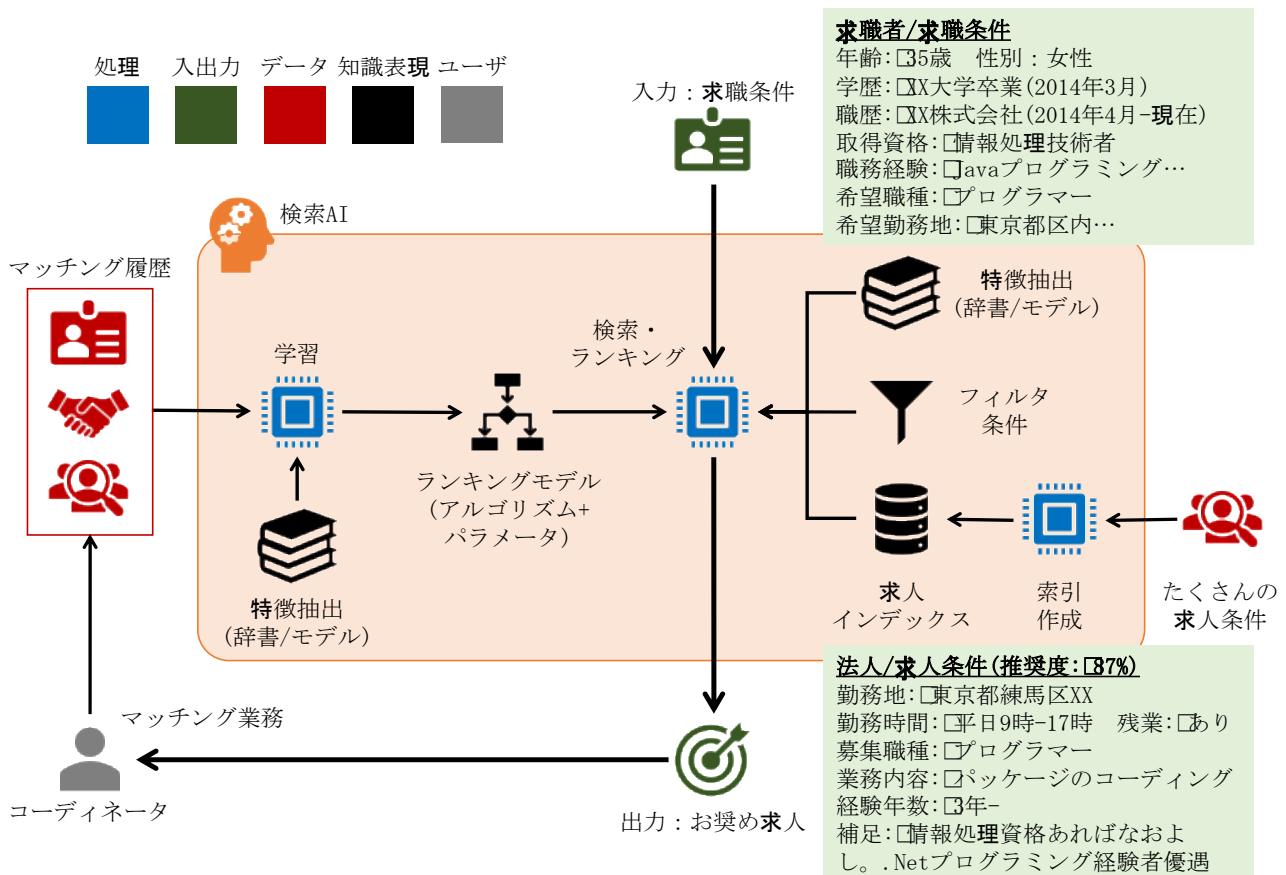 処理
入出力
データ
知識表現
ユーザ
入力：求職条件
求職者/求職条件
年齢:□35歳　性別：女性
学歴:□XX大学卒業(2014年3月)
職歴:□XX株式会社(2014年4月-現在)
取得資格:□情報処理技術者
職務経験:□Javaプログラミング…
希望職種:□プログラマー
希望勤務地:□東京都区内…
検索AI
マッチング履歴
学習
検索・
ランキング
特徴抽出
(辞書/モデル)
フィルタ
条件
ランキングモデル
(アルゴリズム+
パラメータ)
特徴抽出
(辞書/モデル)
求人
インデックス
索引
作成
たくさんの
求人条件
マッチング業務
コーディネータ
出力：お奨め求人
法人/求人条件(推奨度:□87%)
勤務地:□東京都練馬区XX
勤務時間:□平日9時-17時　残業:□あり
募集職種:□プログラマー
業務内容:□パッケージのコーディング
経験年数:□3年-
補足:□情報処理資格あればなおよ
し。.Netプログラミング経験者優遇